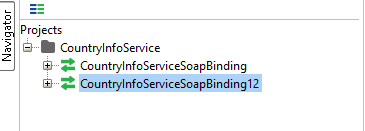 Navigator
Projects
CountryInfoService
CountryInfoServiceSoapBinding
CountryInfoServiceSoapBinding12